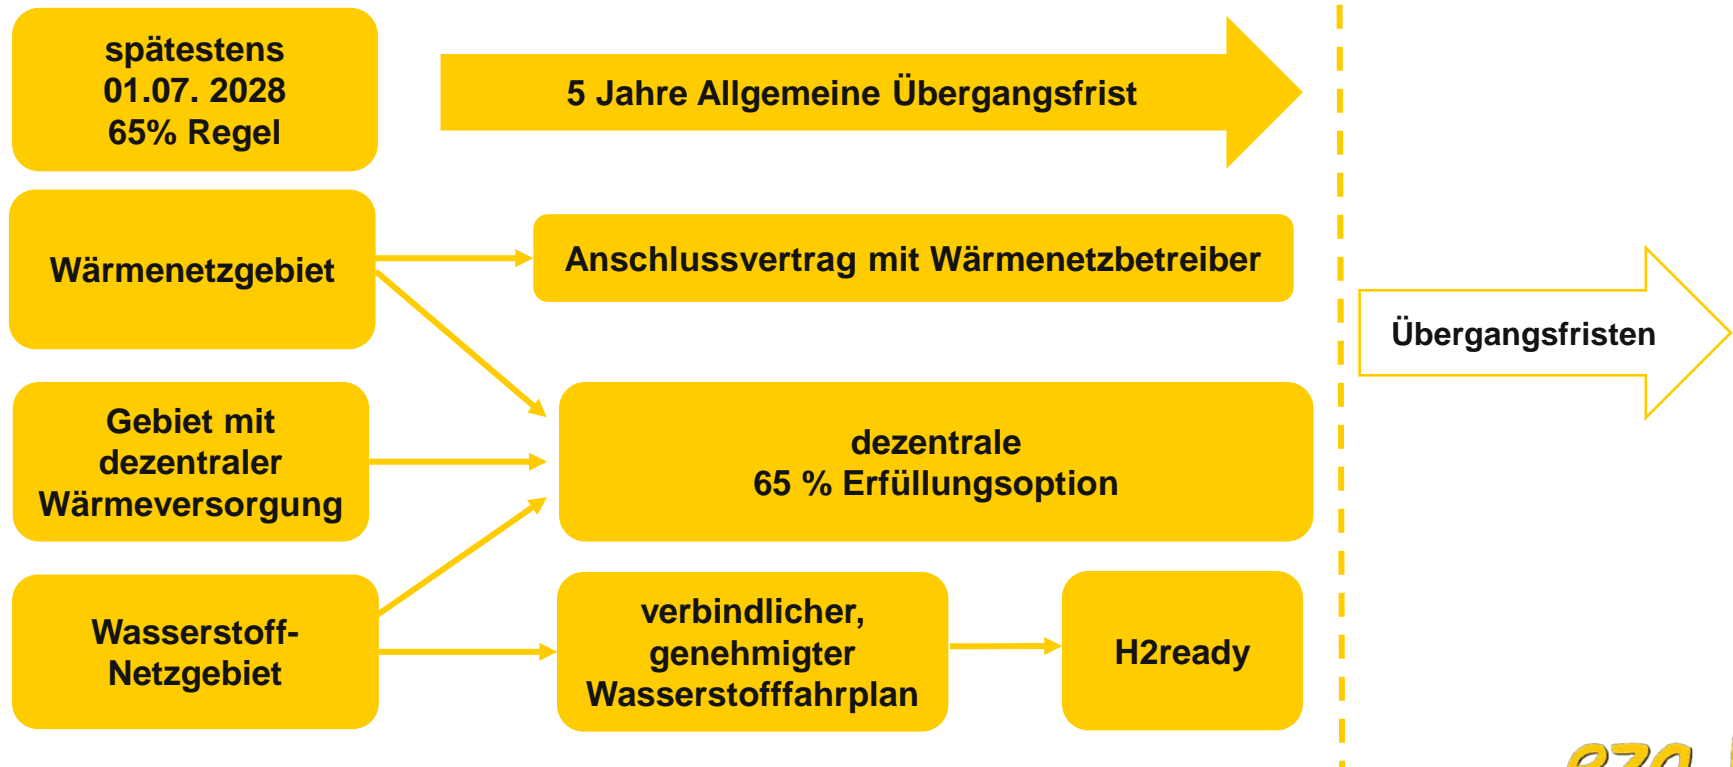 spätestens
01.07. 2028
65% Regel
5 Jahre Allgemeine Übergangsfrist
Wärmenetzgebiet
Anschlussvertrag mit Wärmenetzbetreiber
Übergangsfristen
Gebiet mit
dezentraler
Wärmeversorgung
dezentrale
65 % Erfüllungsoption
Wasserstoff-
Netzgebiet
verbindlicher,
genehmigter
Wasserstofffahrplan
H2ready